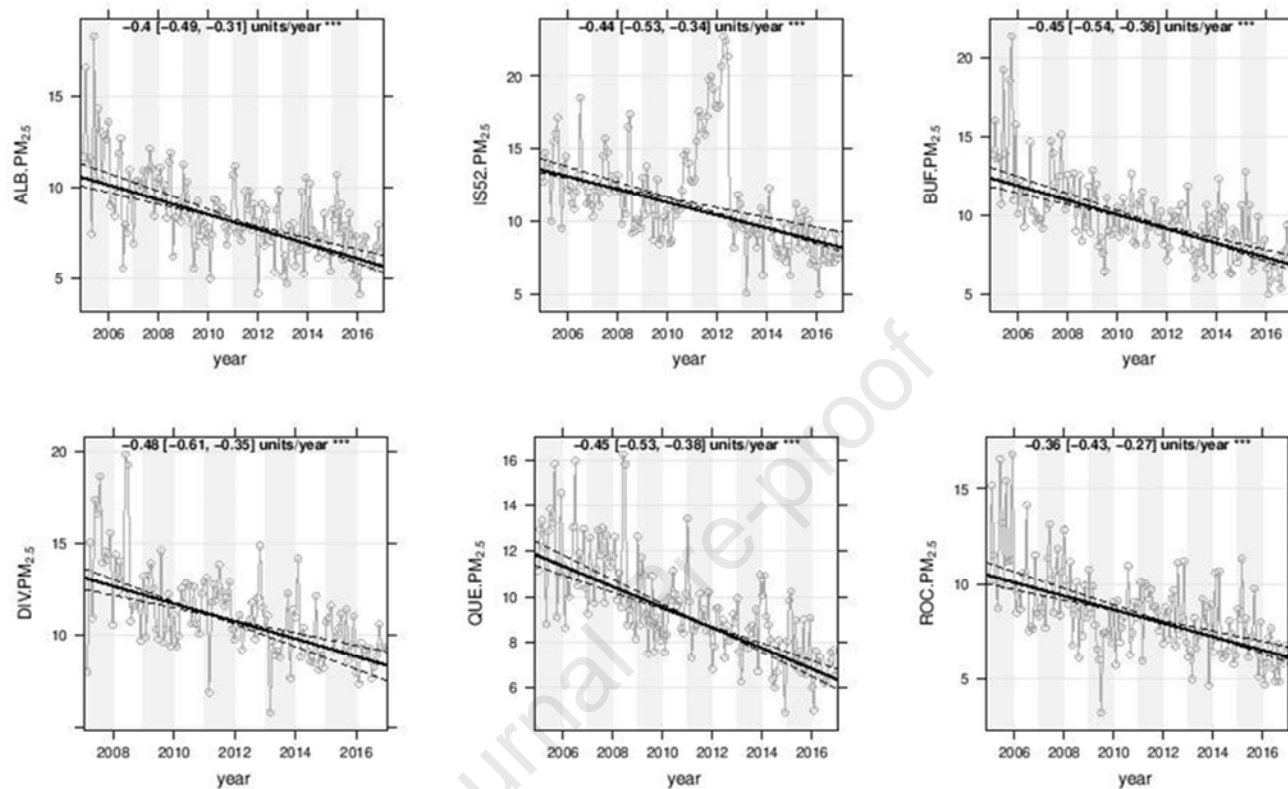 −0.4 [−0.49, −0.31] units/year ***
ALB.PM2.5
15
10
5
2006 2008 2010 2012 2014 2016
year
−0.44 [−0.53, −0.34] units/year ***
IS52.PM2.5
20
15
10
5
2006 2008 2010 2012 2014 2016
year
−0.45 [−0.54, −0.36] units/year ***
BUF.PM2.5
20
15
10
5
2006 2008 2010 2012 2014 2016
year
−0.48 [−0.61, −0.35] units/year ***
DIV.PM2.5
20
15
10
2008 2010 2012 2014 2016
year
−0.45 [−0.53, −0.38] units/year ***
QUE.PM2.5
16
14
12
10
8
6
2006 2008 2010 2012 2014 2016
year
−0.36 [−0.43, −0.27] units/year ***
ROC.PM2.5
15
10
5
2006 2008 2010 2012 2014 2016
year
urnal
re-proof